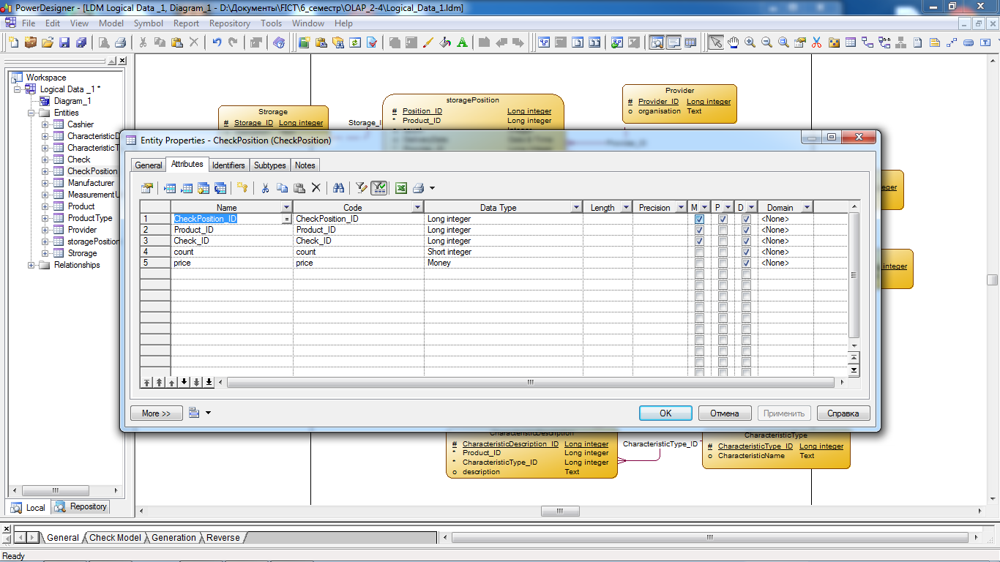 PowerDesigner - [LDM Logical Data _1, Diagram_1 - D:\Документы\FICT\6_семестр\OLAP_2-4\Logical_Data_1.ldm]
File Edit View Model Symbol Report Repository Tools Window Help
Workspace
Logical Data _1 *
Diagram_1
Entities
Cashier
CharacteristicD
CharacteristicT
Check
CheckPosition
Manufacturer
MeasurementU
Product
ProductType
Provider
storagePosition
Strorage
Relationships
Local Repository
Strorage
# Storage_ID Long integer
Storage_I
storagePosition
# Position_ID Long integer
* Product_ID Long integer
Provider
# Provider_ID Long integer
o organisation Text
Entity Properties - CheckPosition (CheckPosition)
General Attributes Identifiers Subtypes Notes
Name Code Data Type Length Precision M P D Domain
1 CheckPosition_ID = CheckPosition_ID Long integer <None>
2 Product_ID Product_ID Long integer <None>
3 Check_ID Check_ID Long integer <None>
4 count count Short integer <None>
5 price price Money <None>
More >> OK Отмена Применить Справка
teger
integer
CharacteristicDescription
# CharacteristicDescription_ID Long integer
* Product_ID Long integer
* CharacteristicType_ID Long integer
o description Text
CharacteristicType_ID
CharacteristicType
# CharacteristicType_ID Long integer
o CharacteristicName Text
General Check Model Generation Reverse
Ready